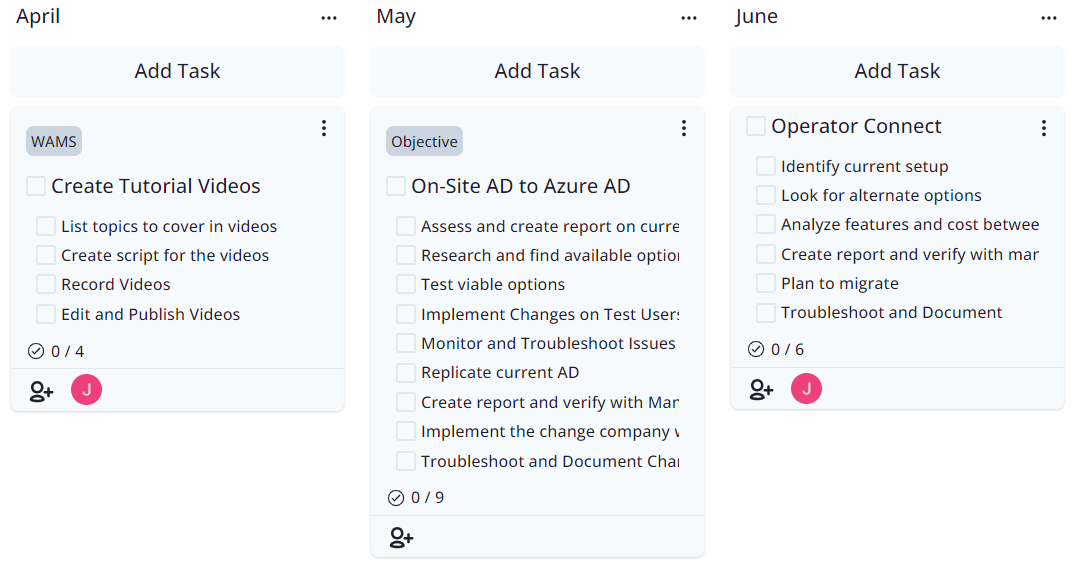 April
Add Task
WAMS
Create Tutorial Videos
List topics to cover in videos
Create script for the videos
Record Videos
Edit and Publish Videos
0 / 4
J
May
Add Task
Objective
On-Site AD to Azure AD
Assess and create report on curre
Research and find available
Test viable options
Implement Changes on Test Users
Monitor and Troubleshoot Issues
Replicate current AD
Create report and verify with Mar
Implement the change company
Troubleshoot and Document Char
0 / 9
June
Add Task
Operator Connect
Identify current setup
Look for alternate options
Analyze features and cost betwee
Create report and verify with mar
Plan to migrate
Troubleshoot and Document
0 / 6
J